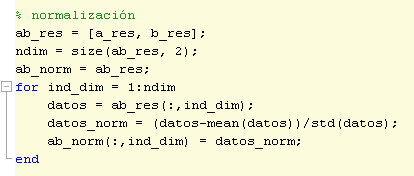 % normalización
ab_res = [a_res, b_res];
ndim = size(ab_res, 2);
ab_norm = ab_res;
for ind_dim = 1:ndim
    datos = ab_res(:,ind_dim);
    datos_norm = (datos-mean(datos))/std(datos);
    ab_norm(:,ind_dim) = datos_norm;
end